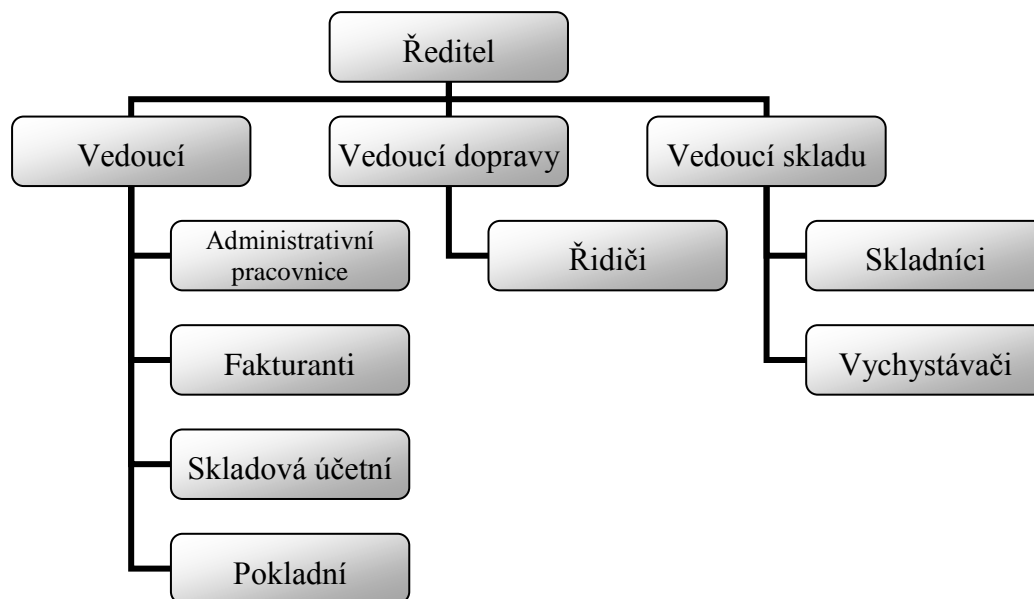 Ředitel
Vedoucí
Vedoucí dopravy
Vedoucí skladu
Administrativní
pracovnice
Řidiči
Skladníci
Fakturanti
Vychystávači
Skladová účetní
Pokladní